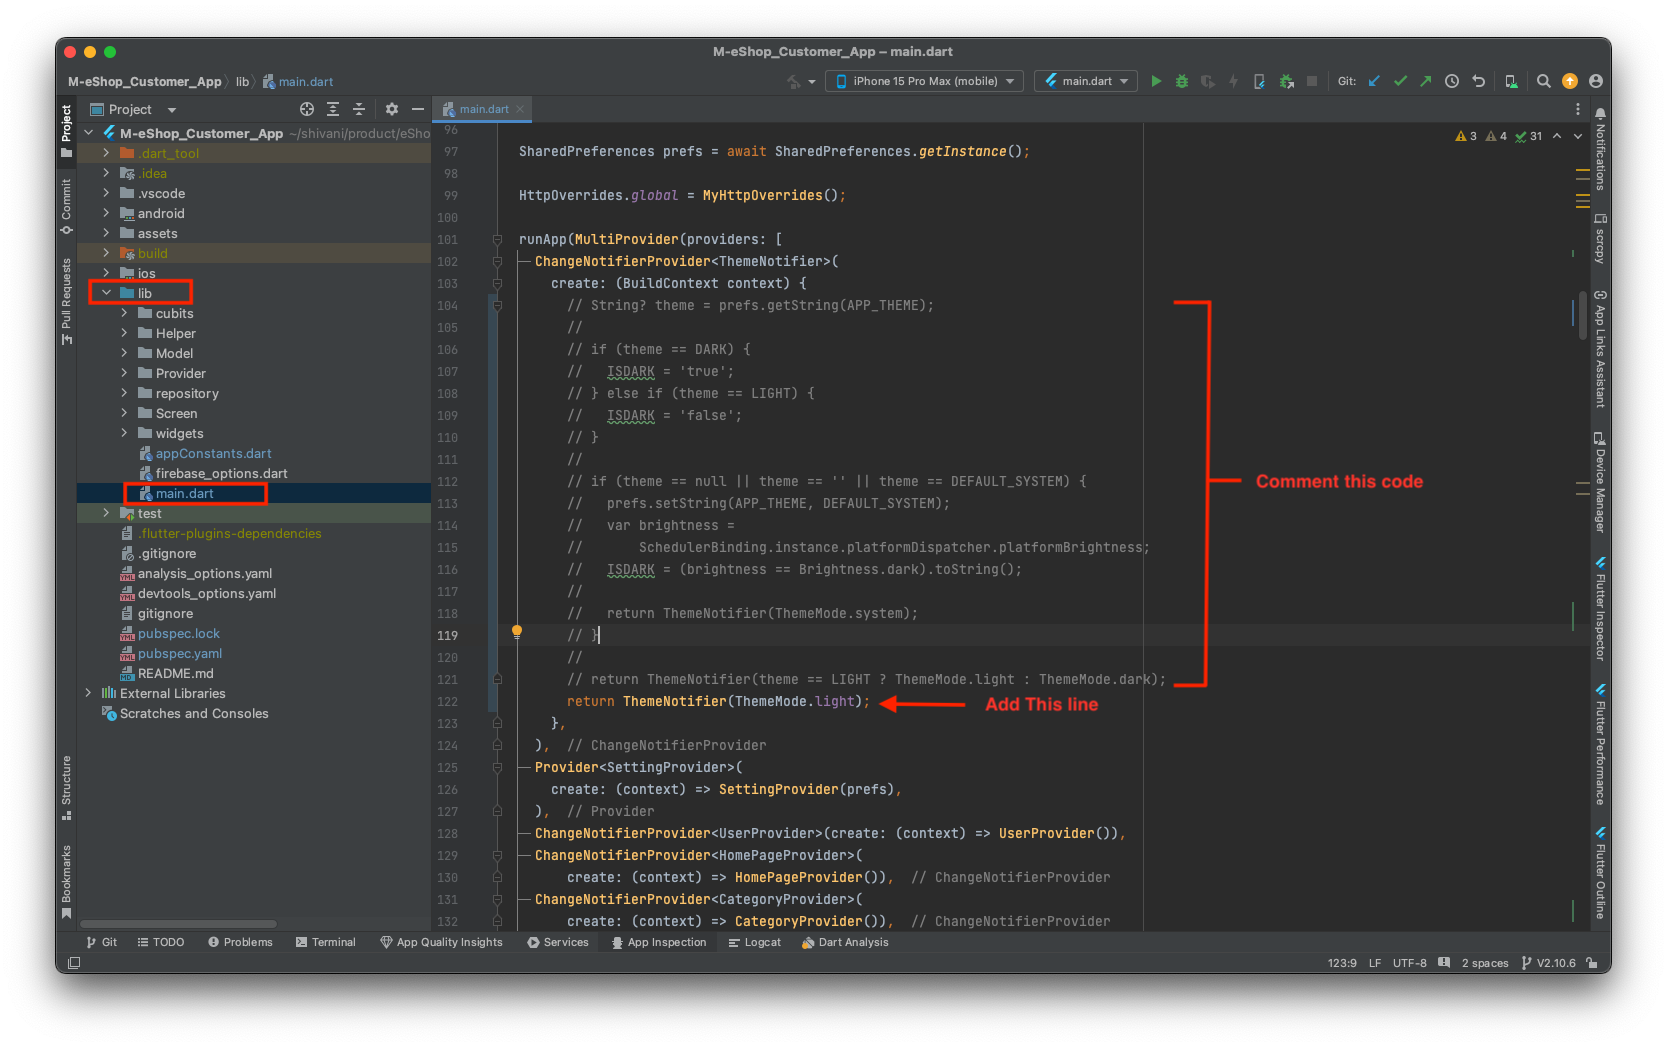 M-eShop_Customer_App – main.dart
M-eShop_Customer_App lib main.dart
iPhone 15 Pro Max (mobile)
main.dart
Git:
Project
main.dart
M-eShop_Customer_App ~/shivani/product/eSho
.dart_tool
.idea
.vscode
android
assets
build
ios
lib
cubits
Helper
Model
Provider
repository
Screen
widgets
appConstants.dart
firebase_options.dart
main.dart
test
.flutter-plugins-dependencies
.gitignore
analysis_options.yaml
devtools_options.yaml
gitignore
pubspec.lock
pubspec.yaml
README.md
External Libraries
Scratches and Consoles
Project
Commit
Pull Requests
Structure
Bookmarks
3 4 31
96
97 SharedPreferences prefs = await SharedPreferences.getInstance();
98
99 HttpOverrides.global = MyHttpOverrides();
100
101 runApp(MultiProvider(providers: [
102 ChangeNotifierProvider<ThemeNotifier>(
103 create: (BuildContext context) {
104 // String? theme = prefs.getString(APP_THEME);
105 //
106 // if (theme == DARK) {
107 //   ISDARK = 'true';
108 // } else if (theme == LIGHT) {
109 //   ISDARK = 'false';
110 // }
111 //
112 // if (theme == null || theme == '' || theme == DEFAULT_SYSTEM) {
113 //   prefs.setString(APP_THEME, DEFAULT_SYSTEM);
114 //   var brightness =
115 //       SchedulerBinding.instance.platformDispatcher.platformBrightness;
116 //   ISDARK = (brightness == Brightness.dark).toString();
117 //
118 //   return ThemeNotifier(ThemeMode.system);
119 // }
120 //
121 // return ThemeNotifier(theme == LIGHT ? ThemeMode.light : ThemeMode.dark);
122 return ThemeNotifier(ThemeMode.light);
123 },
124 ),  // ChangeNotifierProvider
125 Provider<SettingProvider>(
126 create: (context) => SettingProvider(prefs),
127 ),  // Provider
128 ChangeNotifierProvider<UserProvider>(create: (context) => UserProvider()),
129 ChangeNotifierProvider<HomePageProvider>(
130 create: (context) => HomePageProvider()),  // ChangeNotifierProvider
131 ChangeNotifierProvider<CategoryProvider>(
132 create: (context) => CategoryProvider()),  // ChangeNotifierProvider
Comment this code
Add This line
Notifications
scrcpy
App Links Assistant
Device Manager
Flutter Inspector
Flutter Performance
Flutter Outline
Git TODO Problems Terminal App Quality Insights Services App Inspection Logcat Dart Analysis
123:9 LF UTF-8 2 spaces V2.10.6